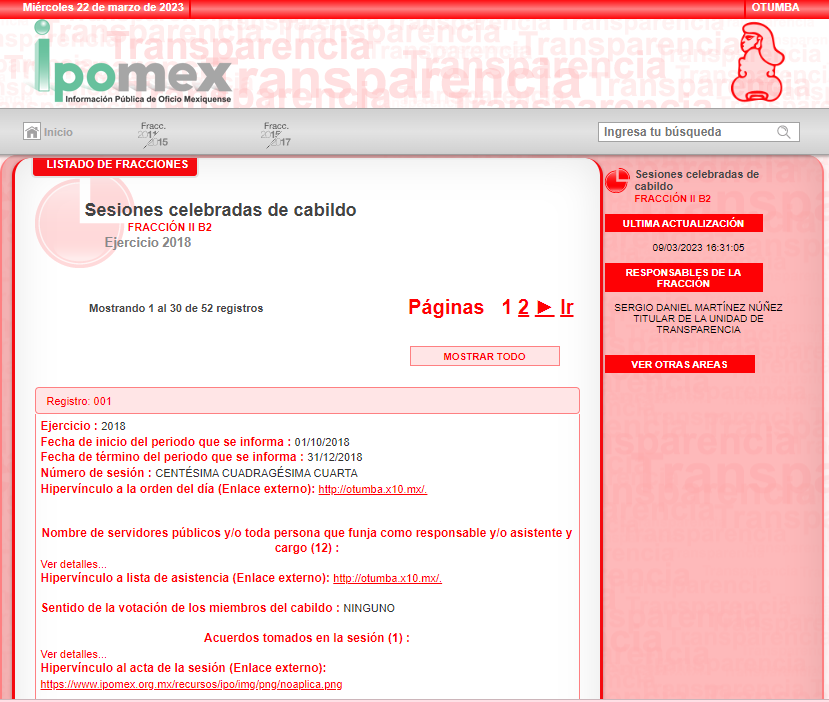 Miércoles 22 de marzo de 2023
OTUMBA
Transparencia
ipomex
Información Pública de Oficio Mexiquense
Inicio
Fracc.
2015
Fracc.
2017
Ingresa tu búsqueda
LISTADO DE FRACCIONES
Sesiones celebradas de cabildo
FRACCIÓN II B2
Ejercicio 2018
Mostrando 1 al 30 de 52 registros
Páginas 1 2 ► Ir
MOSTRAR TODO
Registro: 001
Ejercicio : 2018
Fecha de inicio del periodo que se informa : 01/10/2018
Fecha de término del periodo que se informa : 31/12/2018
Número de sesión : CENTÉSIMA CUADRAGÉSIMA CUARTA
Hipervínculo a la orden del día (Enlace externo): http://otumba.x10.mx/.
Nombre de servidores públicos y/o toda persona que funja como responsable y/o asistente y
cargo (12) :
Ver detalles...
Hipervínculo a lista de asistencia (Enlace externo): http://otumba.x10.mx/.
Sentido de la votación de los miembros del cabildo : NINGUNO
Acuerdos tomados en la sesión (1) :
Ver detalles...
Hipervínculo al acta de la sesión (Enlace externo):
https://www.ipomex.org.mx/recursos/ipo/img/png/noaplica.png
Sesiones celebradas de
cabildo
FRACCIÓN II B2
ULTIMA ACTUALIZACIÓN
09/03/2023 16:31:05
RESPONSABLES DE LA
FRACCIÓN
SERGIO DANIEL MARTÍNEZ NÚÑEZ
TITULAR DE LA UNIDAD DE
TRANSPARENCIA
VER OTRAS AREAS